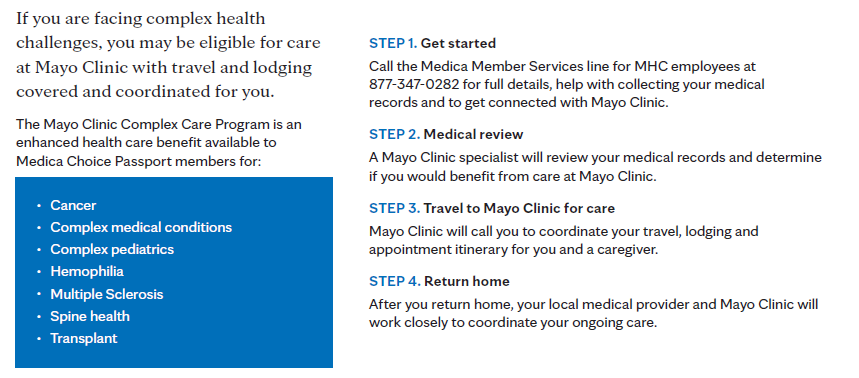 If you are facing complex health
challenges, you may be eligible for care
at Mayo Clinic with travel and lodging
covered and coordinated for you.
The Mayo Clinic Complex Care Program is an
enhanced health care benefit available to
Medica Choice Passport members for:
• Cancer
• Complex medical conditions
• Complex pediatrics
• Hemophilia
• Multiple Sclerosis
• Spine health
• Transplant
STEP 1. Get started
Call the Medica Member Services line for MHC employees at
877-347-0282 for full details, help with collecting your medical
records and to get connected with Mayo Clinic.
STEP 2. Medical review
A Mayo Clinic specialist will review your medical records and determine
if you would benefit from care at Mayo Clinic.
STEP 3. Travel to Mayo Clinic for care
Mayo Clinic will call you to coordinate your travel, lodging and
appointment itinerary for you and a caregiver.
STEP 4. Return home
After you return home, your local medical provider and Mayo Clinic will
work closely to coordinate your ongoing care.